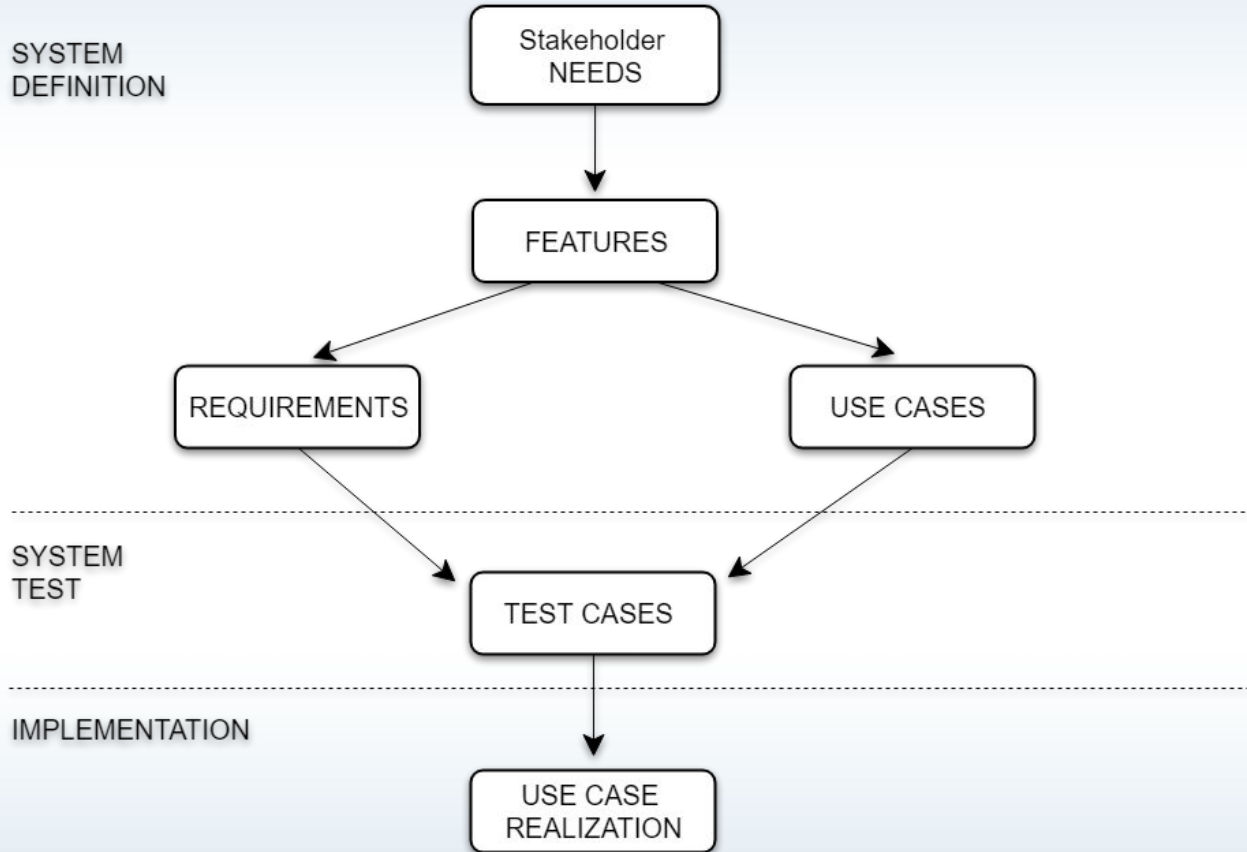 SYSTEM
DEFINITION
Stakeholder
NEEDS
FEATURES
REQUIREMENTS
USE CASES
SYSTEM
TEST
TEST CASES
IMPLEMENTATION
USE CASE
REALIZATION